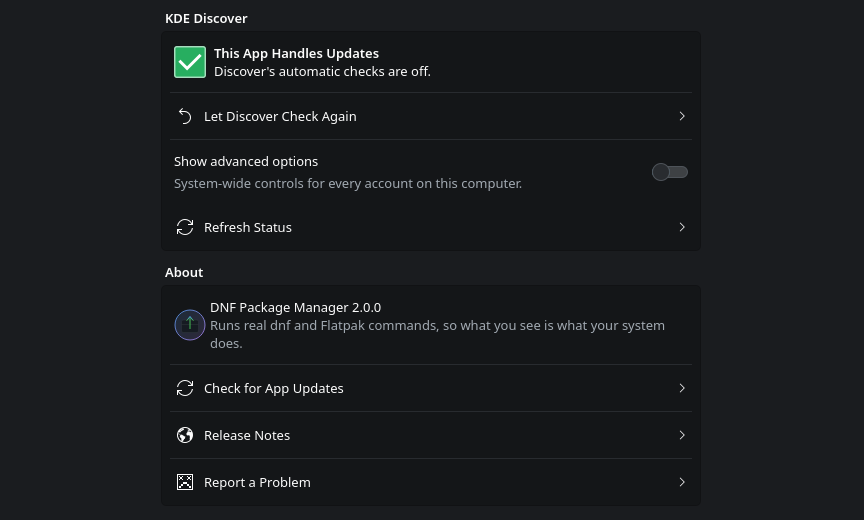 KDE Discover
This App Handles Updates
Discover's automatic checks are off.
Let Discover Check Again
Show advanced options
System-wide controls for every account on this computer.
Refresh Status
About
DNF Package Manager 2.0.0
Runs real dnf and Flatpak commands, so what you see is what your system
does.
Check for App Updates
Release Notes
Report a Problem